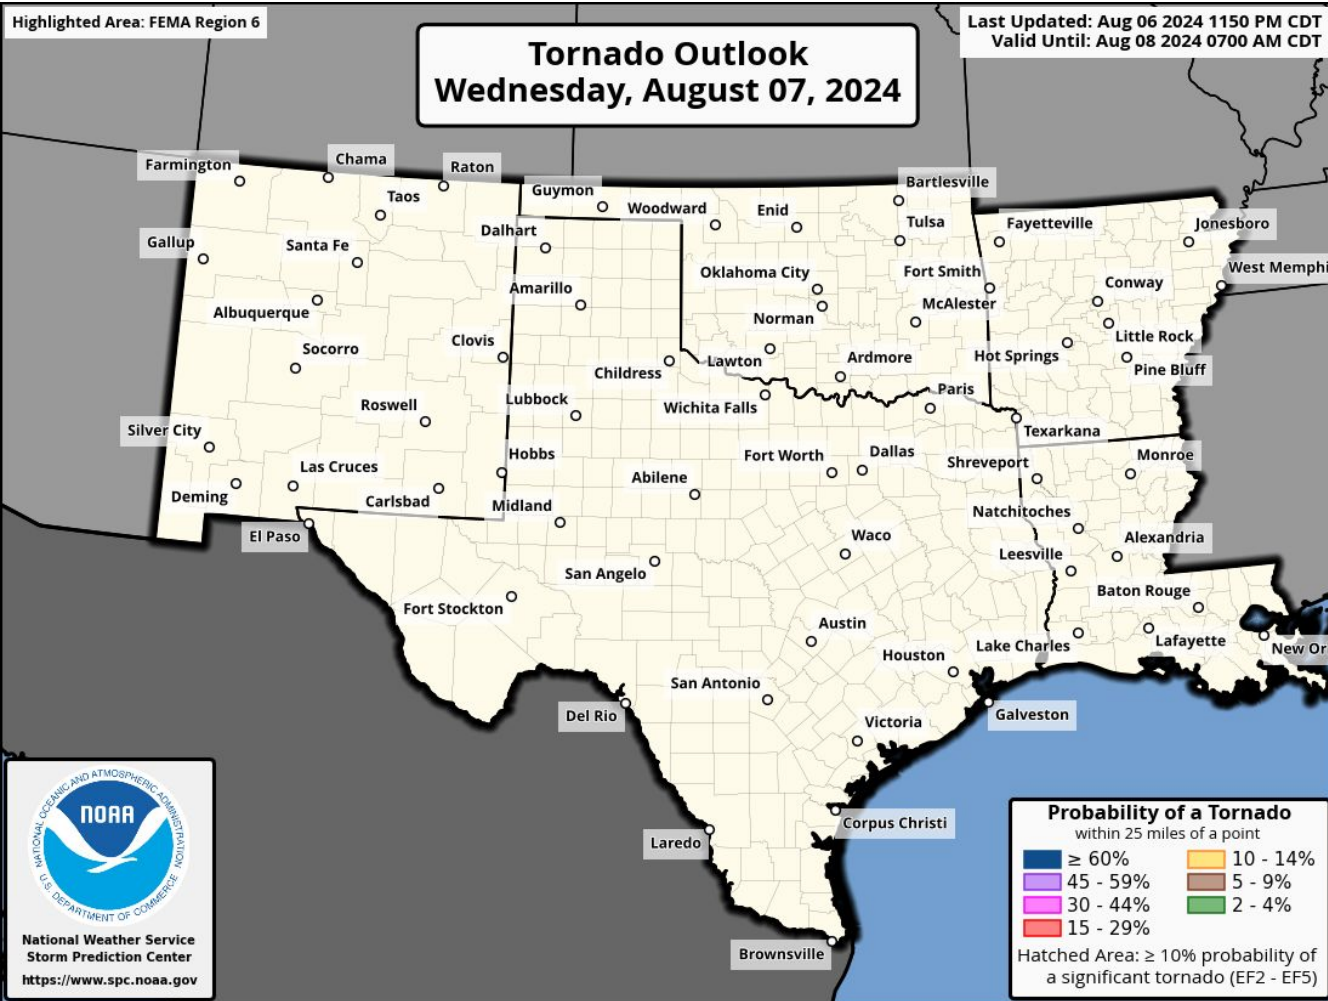 Highlighted Area: FEMA Region 6
Last Updated: Aug 06 2024 1150 PM CDT
Valid Until: Aug 08 2024 0700 AM CDT
Tornado Outlook
Wednesday, August 07, 2024
Farmington
Chama
Raton
Taos
Guymon
Woodward
Enid
Bartlesville
Tulsa
Fayetteville
Jonesboro
Gallup
Santa Fe
Dalhart
Oklahoma City
Fort Smith
West Memphi
Amarillo
Conway
Albuquerque
Norman
McAlester
Socorro
Clovis
Little Rock
Childress
Lawton
Ardmore
Hot Springs
Pine Bluff
Roswell
Lubbock
Wichita Falls
Paris
Silver City
Texarkana
Las Cruces
Hobbs
Abilene
Fort Worth
Dallas
Shreveport
Monroe
Deming
Carlsbad
Midland
Natchitoches
El Paso
Waco
Leesville
Alexandria
San Angelo
Fort Stockton
Baton Rouge
Austin
Houston
Lake Charles
Lafayette
New Or
San Antonio
Del Rio
Victoria
Galveston
Corpus Christi
Laredo
Brownsville
NATIONAL OCEANIC AND ATMOSPHERIC ADMINISTRATION
NOAA
U.S. DEPARTMENT OF COMMERCE
National Weather Service
Storm Prediction Center
https://www.spc.noaa.gov
Probability of a Tornado
within 25 miles of a point
≥ 60%
10 - 14%
45 - 59%
5 - 9%
30 - 44%
2 - 4%
15 - 29%
Hatched Area: ≥ 10% probability of
a significant tornado (EF2 - EF5)